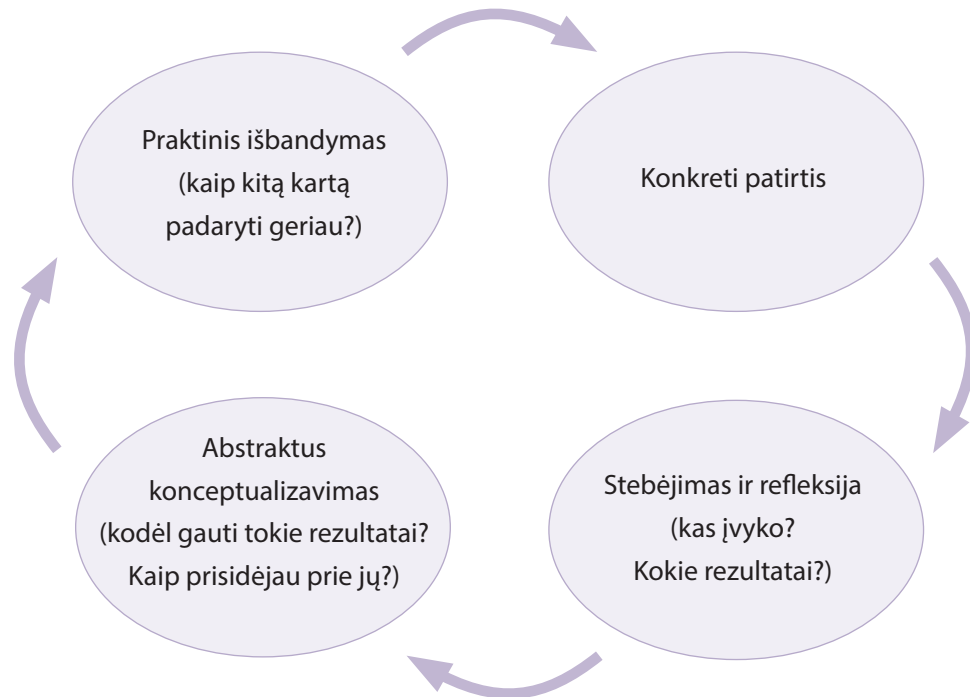 Praktinis išbandymas
(kaip kitą kartą
padaryti geriau?)
Konkreti patirtis
Abstraktus
konceptualizavimas
(kodėl gauti tokie rezultatai?
Kaip prisidėjau prie jų?)
Stebėjimas ir refleksija
(kas įvyko?
Kokie rezultatai?)